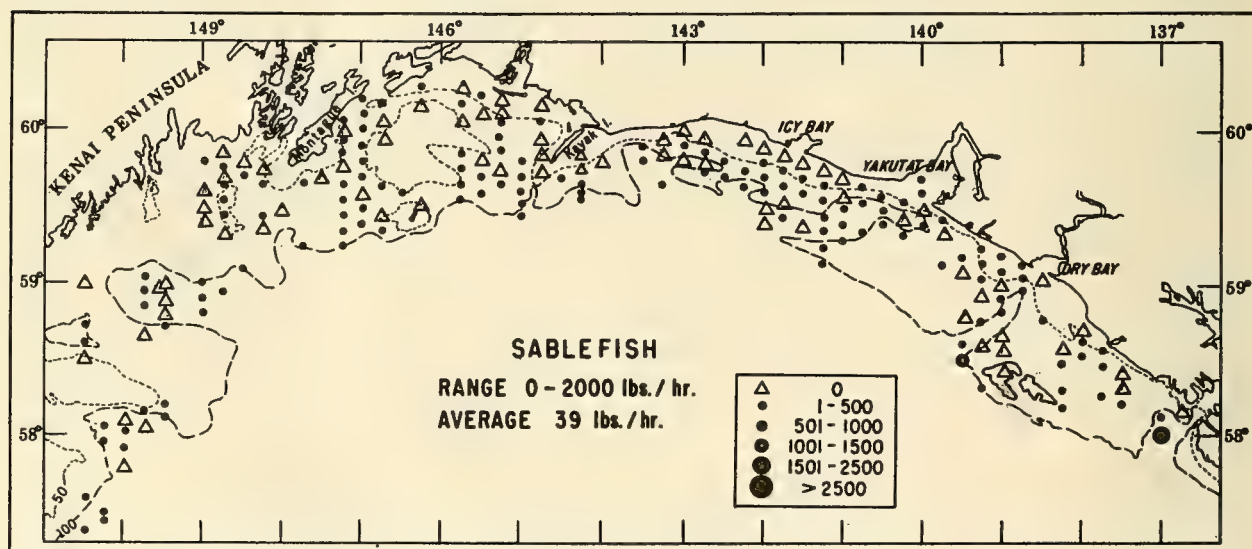 149° 146° 143° 140° 137°
KENAI PENINSULA
Montague
Kayak I.
ICY BAY
YAKUTAT BAY
DRY BAY
60° 60°
59° 59°
58° 58°
50
100
SABLEFISH
RANGE 0-2000 lbs./hr.
AVERAGE 39 lbs./hr.
0
1-500
501-1000
1001-1500
1501-2500
> 2500